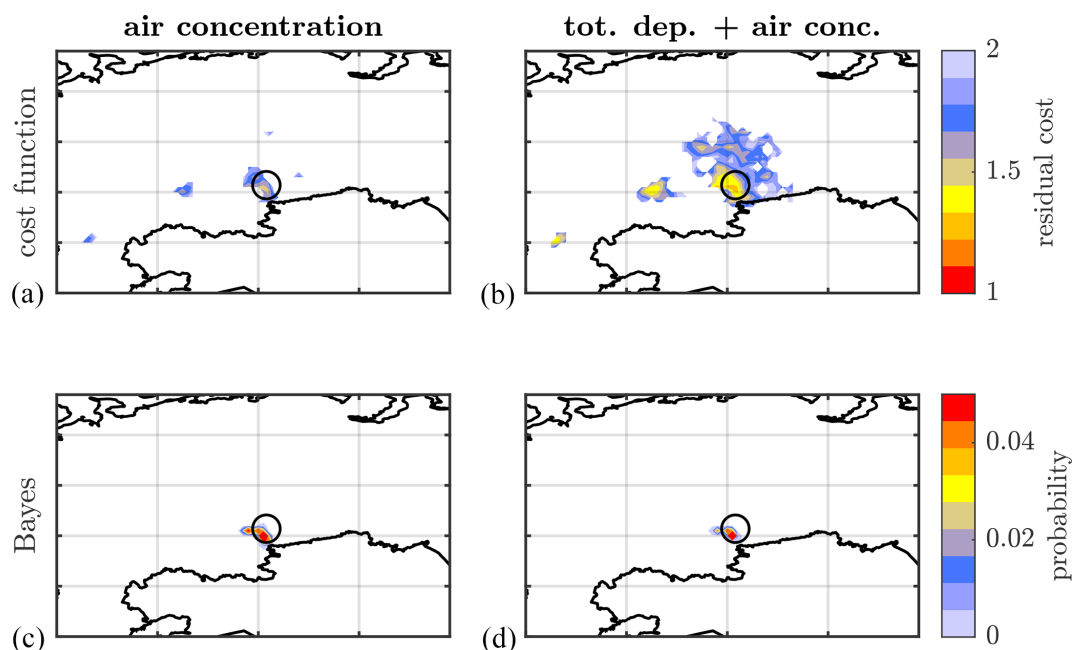 air concentration
tot. dep. + air conc.
cost function
(a)
(b)
2
1.5
1
residual cost
Bayes
(c)
(d)
0.04
0.02
0
probability